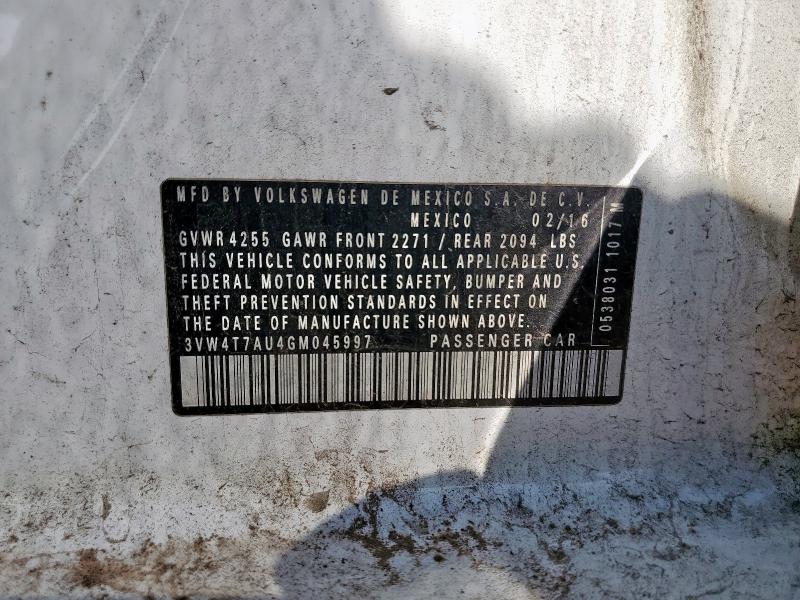 MFD BY VOLKSWAGEN DE MEXICO S.A. DE C.V.
MEXICO 02/16
GVWR 4255 GAWR FRONT 2271 / REAR 2094 LBS
THIS VEHICLE CONFORMS TO ALL APPLICABLE U.S.
FEDERAL MOTOR VEHICLE SAFETY, BUMPER AND
THEFT PREVENTION STANDARDS IN EFFECT ON
THE DATE OF MANUFACTURE SHOWN ABOVE.
3VW4T7AU4GM045997 PASSENGER CAR
0538031 1017 M